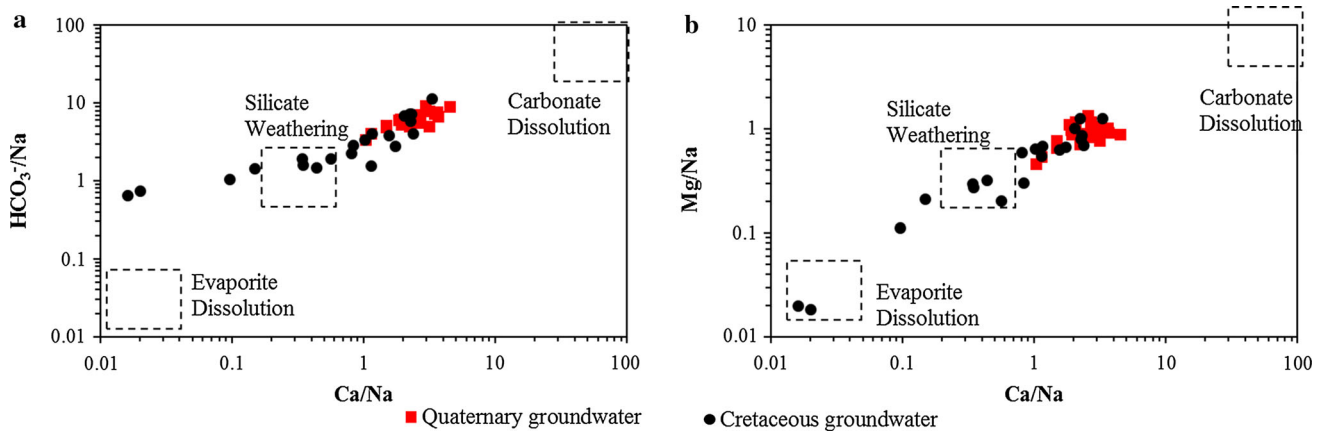 a
100
10
1
0.1
0.01
HCO₃⁻/Na
Silicate
Weathering
Carbonate
Dissolution
Evaporite
Dissolution
0.01
0.1
1
10
100
Ca/Na
b
10
1
0.1
0.01
Mg/Na
Silicate
Weathering
Carbonate
Dissolution
Evaporite
Dissolution
0.01
0.1
1
10
100
Ca/Na
Quaternary groundwater
Cretaceous groundwater